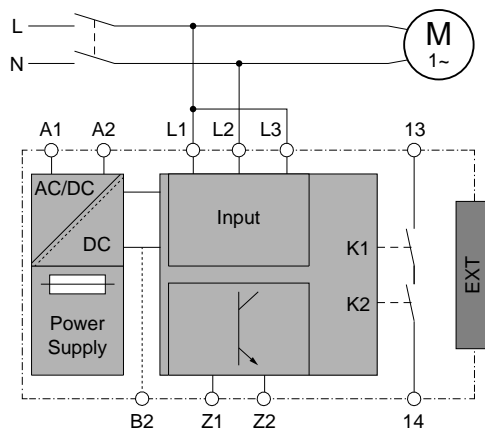 L
N
M
1~
A1 A2 L1 L2 L3 13
AC/DC
DC
Input
K1
K2
EXT
Power
Supply
B2 Z1 Z2 14